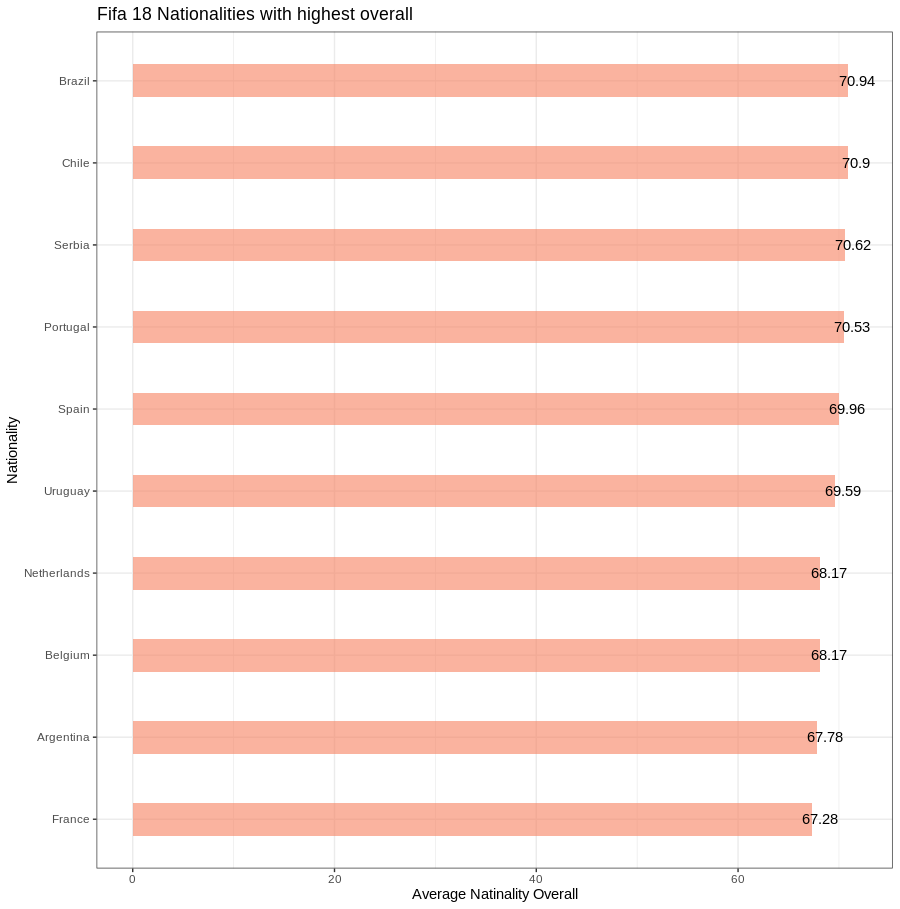 Fifa 18 Nationalities with highest overall
Nationality
Brazil 70.94
Chile 70.9
Serbia 70.62
Portugal 70.53
Spain 69.96
Uruguay 69.59
Netherlands 68.17
Belgium 68.17
Argentina 67.78
France 67.28
0 20 40 60
Average Natinality Overall